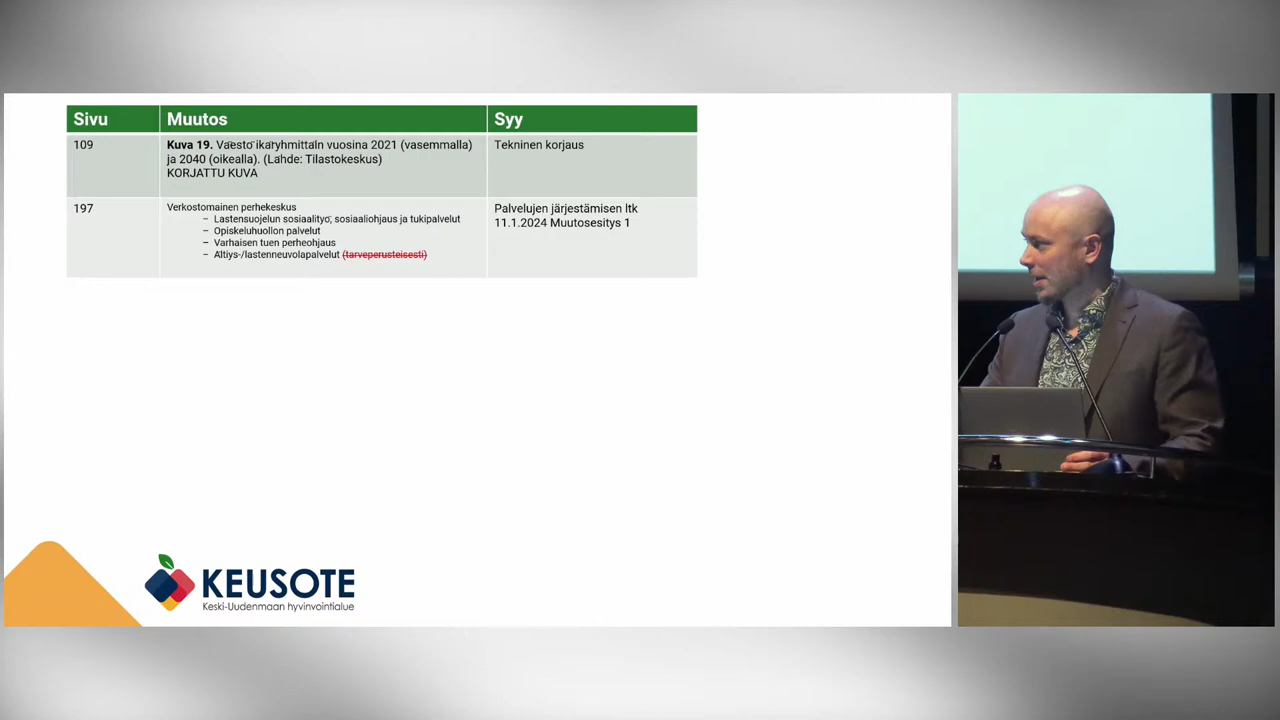 Sivu Muutos Syy
109 Kuva 19. Väestö ikäryhmittäin vuosina 2021 (vasemmalla) Tekninen korjaus
ja 2040 (oikealla). (Lähde: Tilastokeskus)
KORJATTU KUVA
197 Verkostomainen perhekeskus Palvelujen järjestämisen ltk
– Lastensuojelun sosiaalityö, sosiaaliohjaus ja tukipalvelut 11.1.2024 Muutosesitys 1
– Opiskeluhuollon palvelut
– Varhaisen tuen perheohjaus
– Äitiys-/lastenneuvolapalvelut (tarveperusteisesti)
KEUSOTE
Keski-Uudenmaan hyvinvointialue